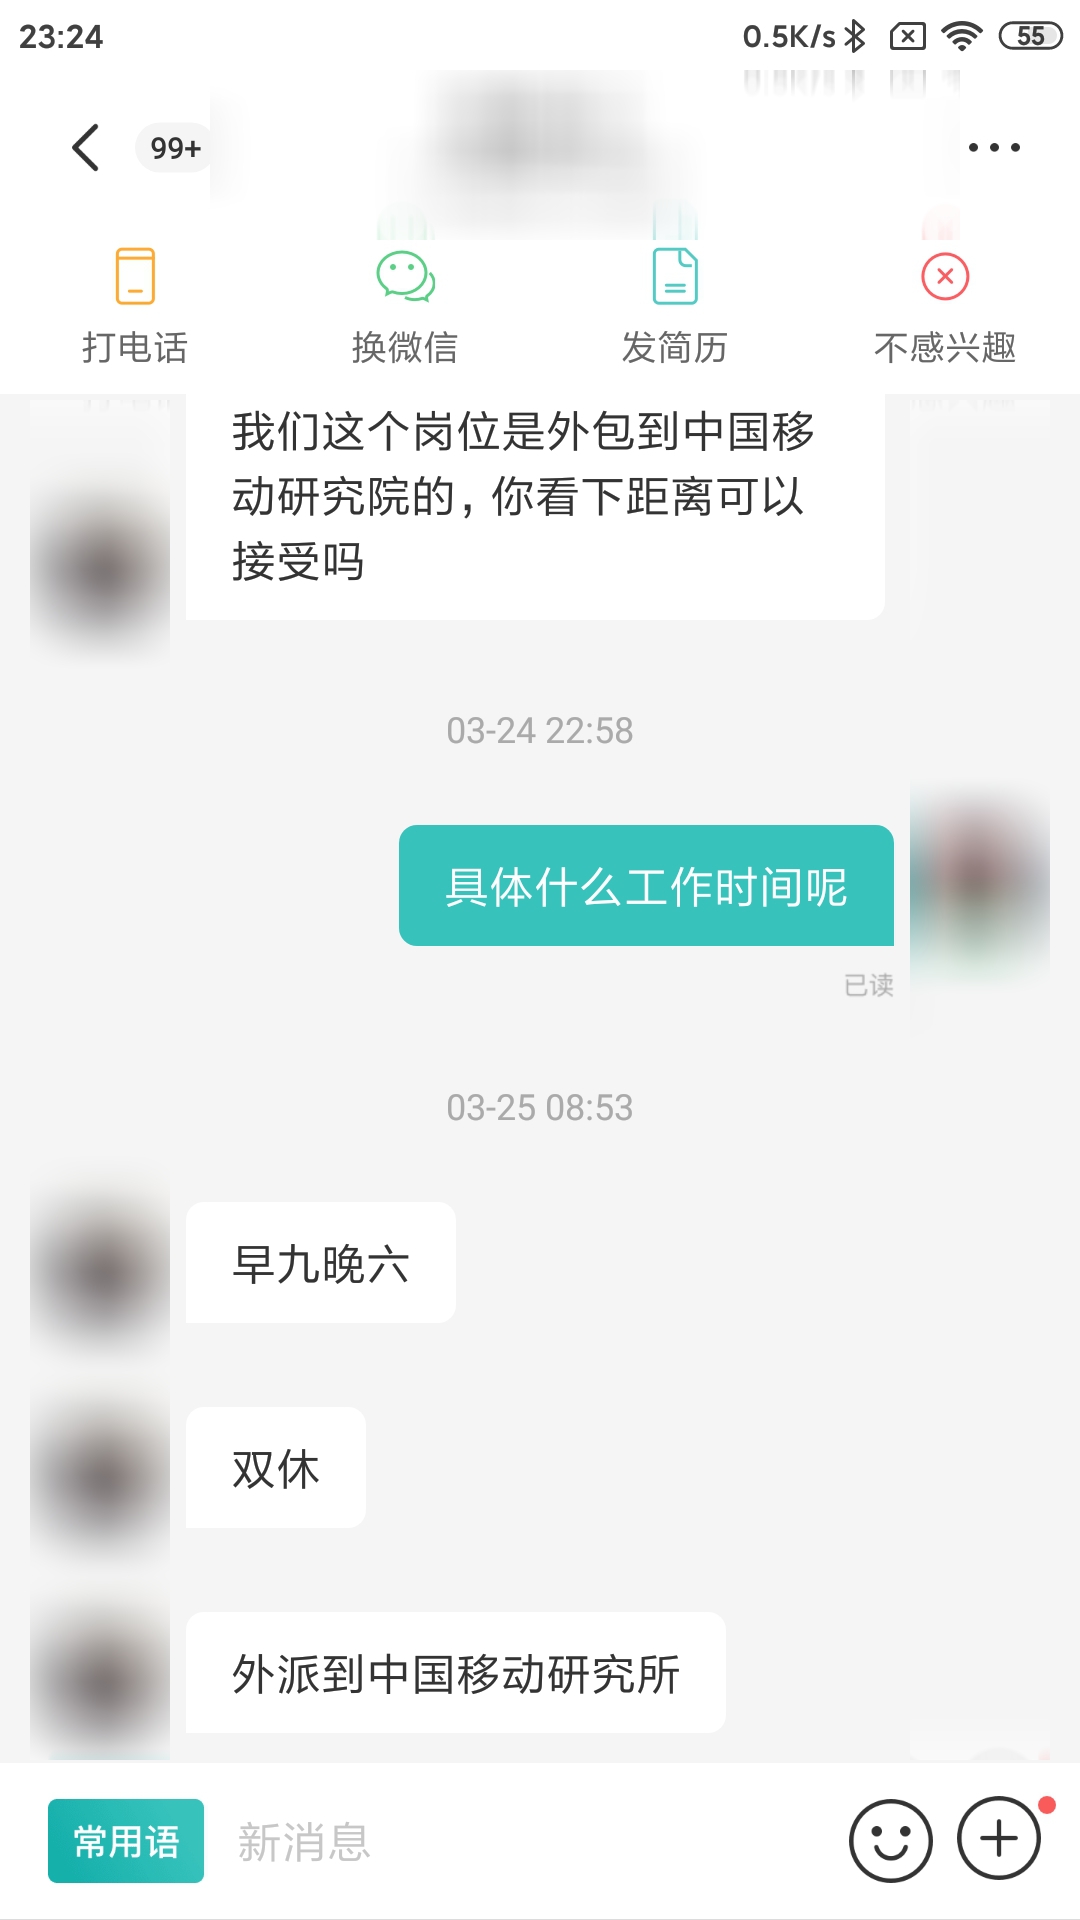 23:24
0.5K/s
55
99+
打电话
换微信
发简历
不感兴趣
我们这个岗位是外包到中国移
动研究院的，你看下距离可以
接受吗
03-24 22:58
具体什么工作时间呢
已读
03-25 08:53
早九晚六
双休
外派到中国移动研究所
常用语
新消息